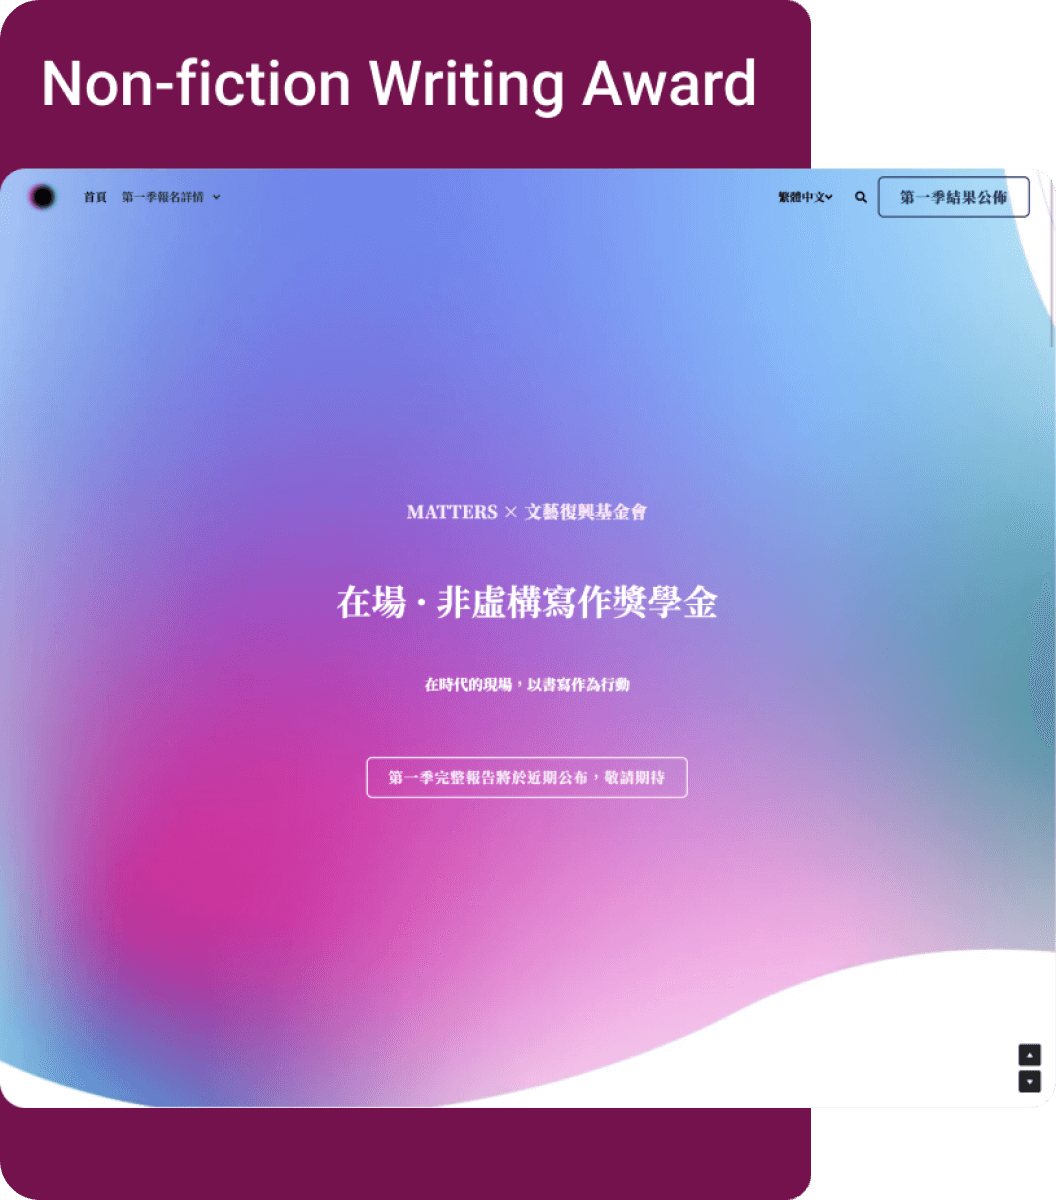 Non-fiction Writing Award
首頁 第一季報名詳情 繁體中文 第一季結果公佈
MATTERS × 文藝復興基金會
在場·非虛構寫作獎學金
在時代的現場，以書寫作為行動
第一季完整報告將於近期公布，敬請期待